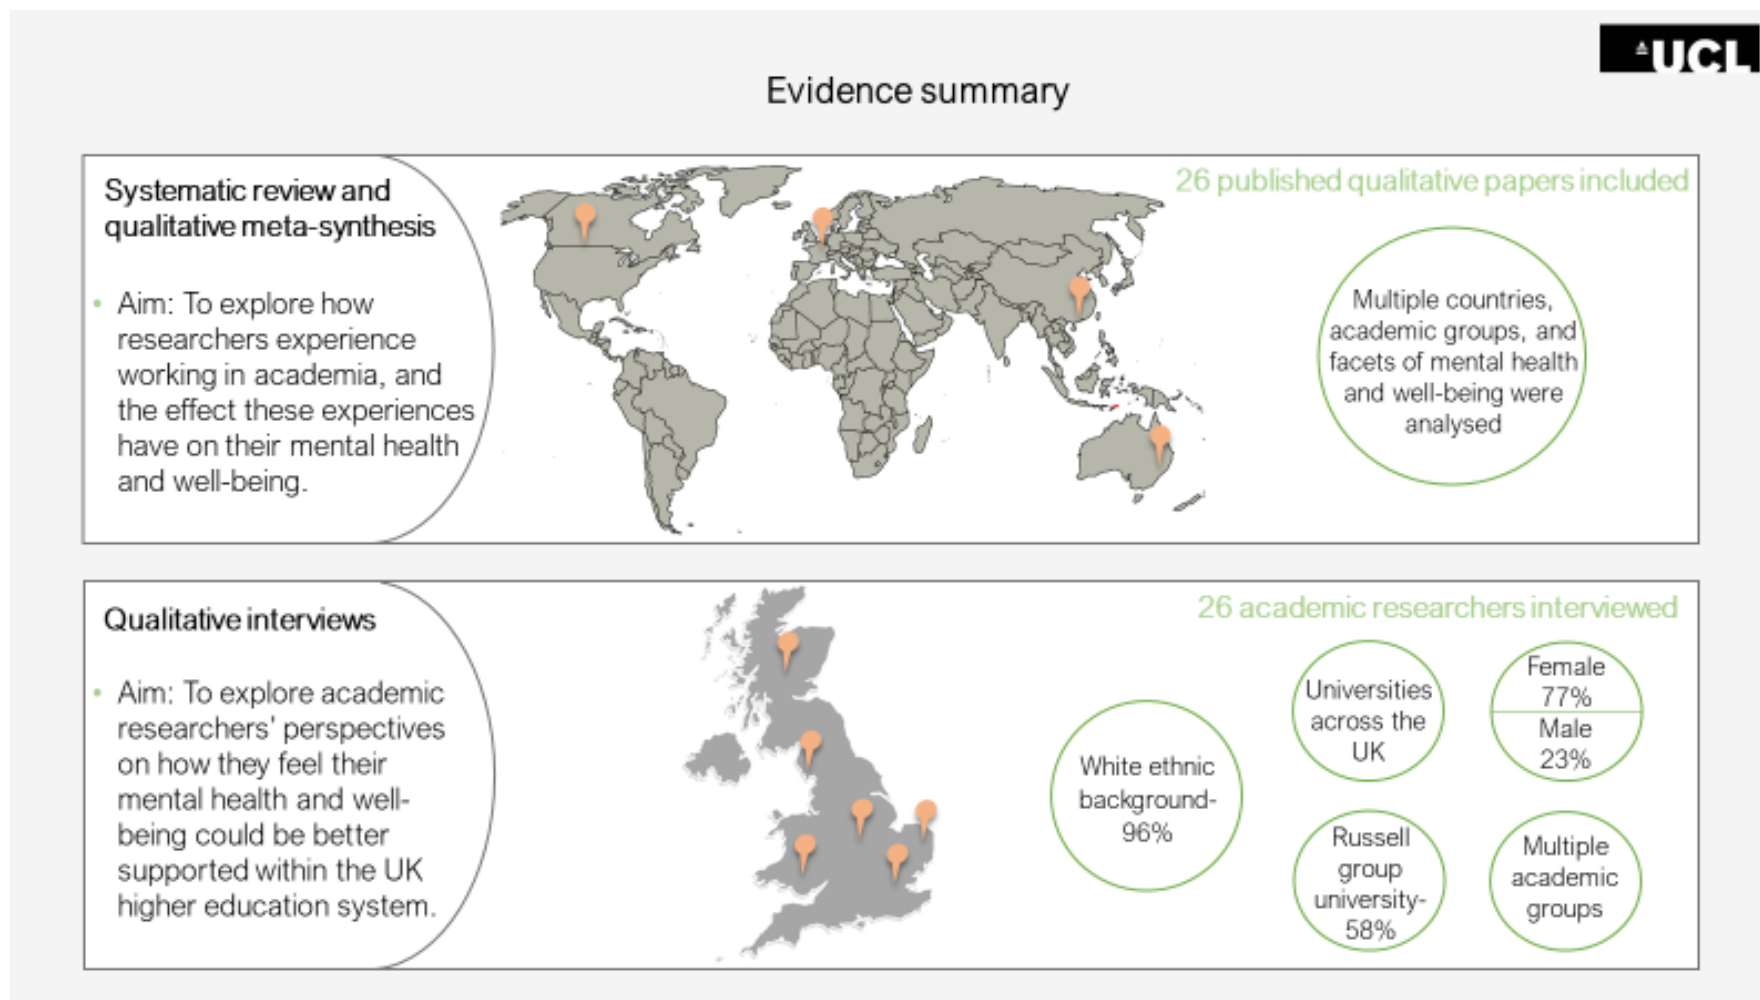 UCL
Evidence summary
Systematic review and
qualitative meta-synthesis
• Aim: To explore how
researchers experience
working in academia, and
the effect these experiences
have on their mental health
and well-being.
26 published qualitative papers included
Multiple countries,
academic groups, and
facets of mental health
and well-being were
analysed
Qualitative interviews
• Aim: To explore academic
researchers' perspectives
on how they feel their
mental health and well-
being could be better
supported within the UK
higher education system.
26 academic researchers interviewed
White ethnic
background-
96%
Universities
across the
UK
Female
77%
Male
23%
Russell
group
university-
58%
Multiple
academic
groups